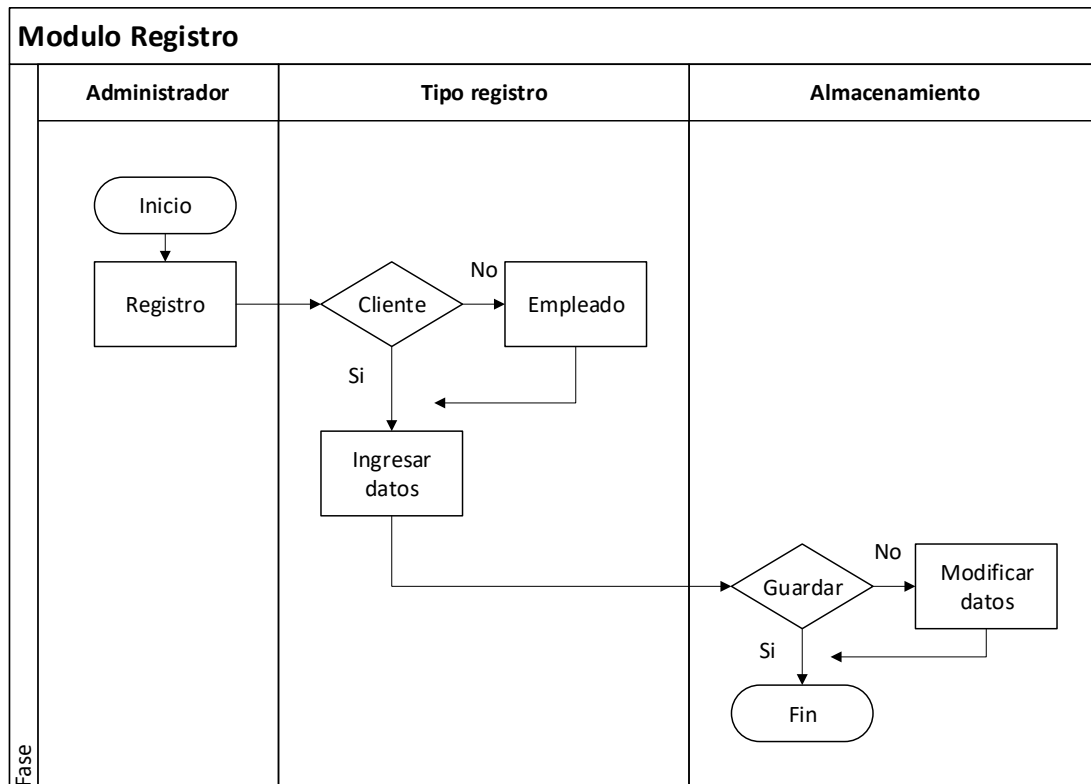 Modulo Registro
Administrador
Tipo registro
Almacenamiento
Inicio
Registro
Cliente
No
Empleado
Si
Ingresar
datos
Guardar
No
Modificar
datos
Si
Fin
Fase